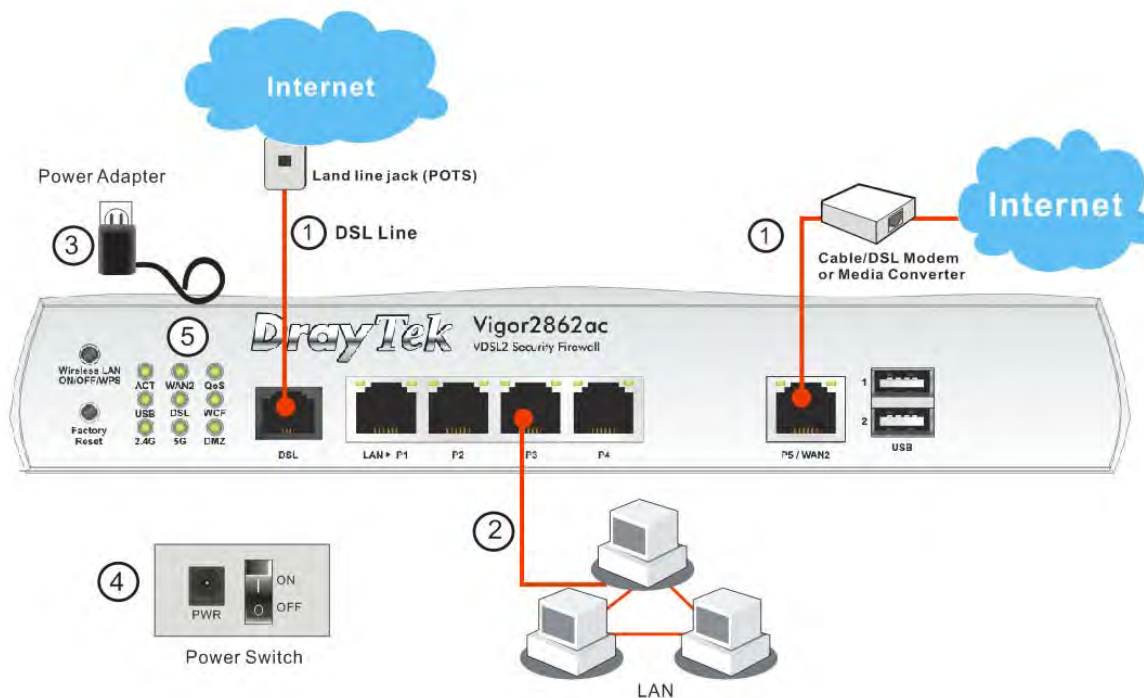 Internet
Land line jack (POTS)
Power Adapter
3
1 DSL Line
1
Internet
Cable/DSL Modem
or Media Converter
5
DrayTek
Vigor2862ac
VDSL2 Security Firewall
Wireless LAN
ON/OFF/WPS
ACT WAN2 QoS
USB DSL WCF
2.4G 5G DMZ
Factory
Reset
DSL
LAN▶ P1 P2 P3 P4
P5 / WAN2
1
2
USB
2
4
PWR
I ON
O OFF
Power Switch
LAN